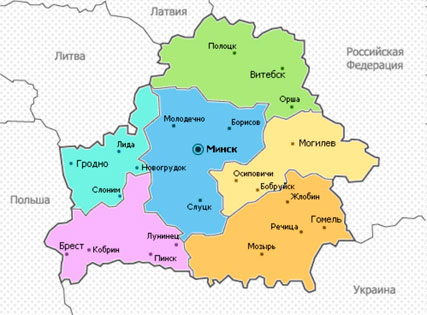 Латвия
Литва
Российская
Федерация
Полоцк
Витебск
Орша
Молодечно
Борисов
Минск
Могилев
Лида
Гродно
Новогрудок
Слоним
Осиповичи
Бобруйск
Слуцк
Жлобин
Польша
Гомель
Речица
Лунинец
Брест
Кобрин
Пинск
Мозырь
Украина